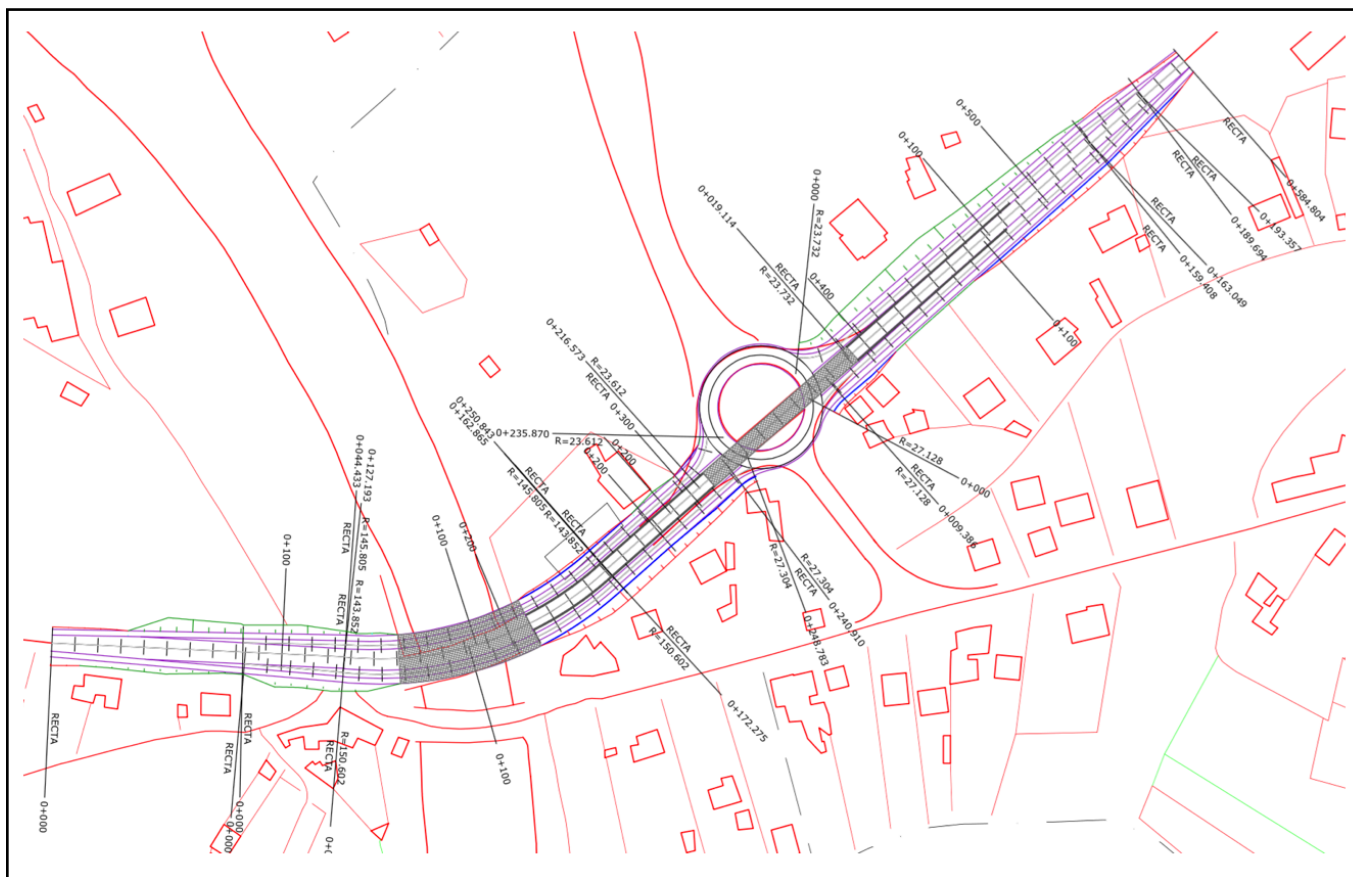 0+500
0+100
0+000
R=23.732
0+019.114
RECTA
R=23.732
0+400
RECTA
0+584.804
RECTA
RECTA
0+193.357
0+189.694
RECTA
RECTA
0+163.049
0+159.408
0+100
0+216.573
R=23.612
RECTA
0+300
0+250.843
0+162.865
0+235.870
R=23.612
0+200
0+200
RECTA
R=145.805
R=143.852
RECTA
R=27.128
0+000
RECTA
R=27.128
0+009.386
R=27.304
R=27.304
RECTA
0+240.910
0+248.783
0+127.193
0+044.433
R=145.805
RECTA
R=143.852
RECTA
0+100
0+100
0+200
RECTA
R=150.602
0+172.275
RECTA
0+000
RECTA
RECTA
0+000
0+000
R=150.602
RECTA
0+100